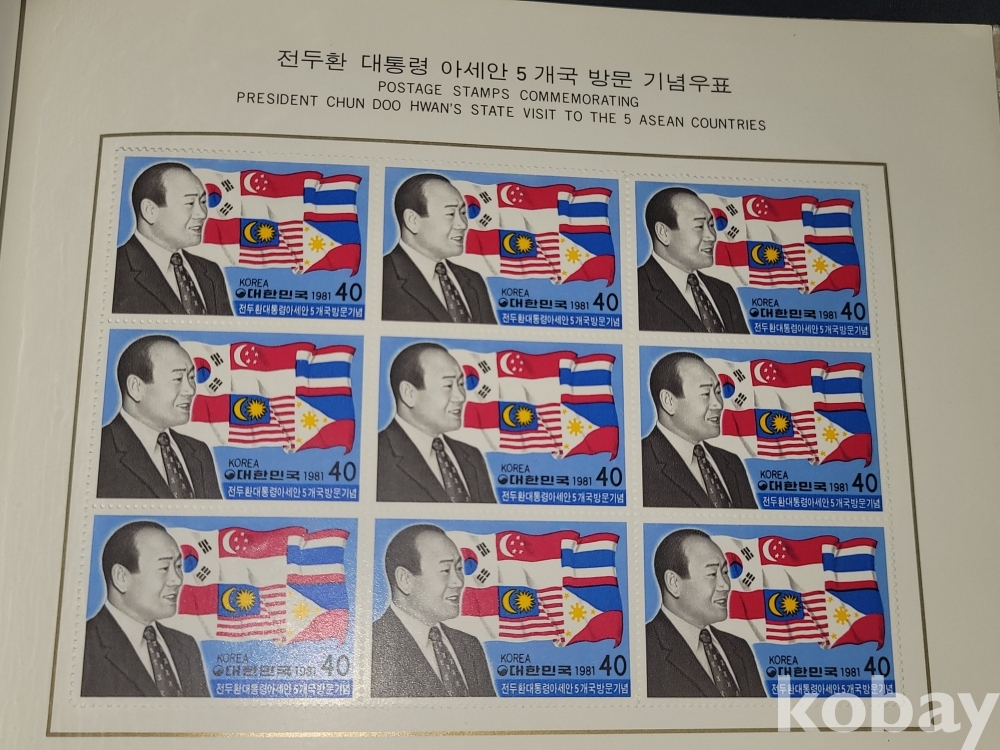 전두환 대통령 아세안 5 개국 방문 기념우표
POSTAGE STAMPS COMMEMORATING
PRESIDENT CHUN DOO HWAN'S STATE VISIT TO THE 5 ASEAN COUNTRIES
KOREA
대한민국 1981 40
전두환대통령아세안5개국방문기념
KOREA
대한민국 1981 40
전두환대통령아세안5개국방문기념
KOREA
대한민국 1981 40
전두환대통령아세안5개국방문기념
KOREA
대한민국 1981 40
전두환대통령아세안5개국방문기념
KOREA
대한민국 1981 40
전두환대통령아세안5개국방문기념
KOREA
대한민국 1981 40
전두환대통령아세안5개국방문기념
KOREA
대한민국 1981 40
전두환대통령아세안5개국방문기념
KOREA
대한민국 1981 40
전두환대통령아세안5개국방문기념
KOREA
대한민국 1981 40
전두환대통령아세안5개국방문기념
kobay